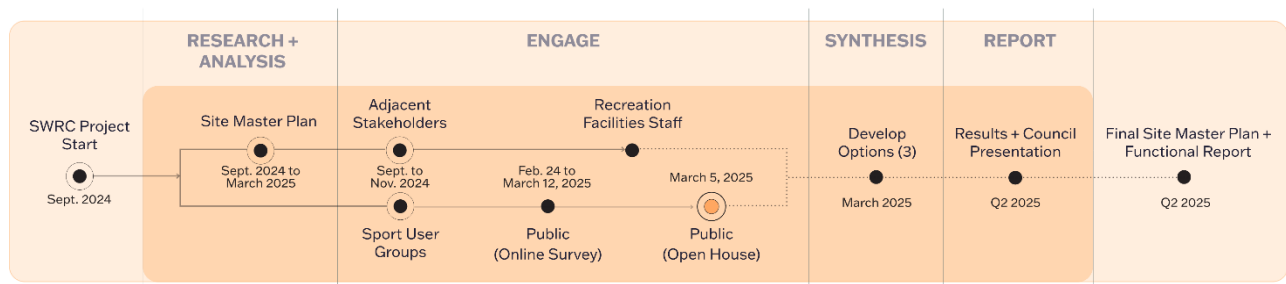 RESEARCH +
ANALYSIS
ENGAGE
SYNTHESIS
REPORT
SWRC Project
Start
Sept. 2024
Site Master Plan
Sept. 2024 to
March 2025
Adjacent
Stakeholders
Sept. to
Nov. 2024
Sport User
Groups
Recreation
Facilities Staff
Feb. 24 to
March 12, 2025
Public
(Online Survey)
March 5, 2025
Public
(Open House)
Develop
Options (3)
March 2025
Results + Council
Presentation
Q2 2025
Final Site Master Plan +
Functional Report
Q2 2025